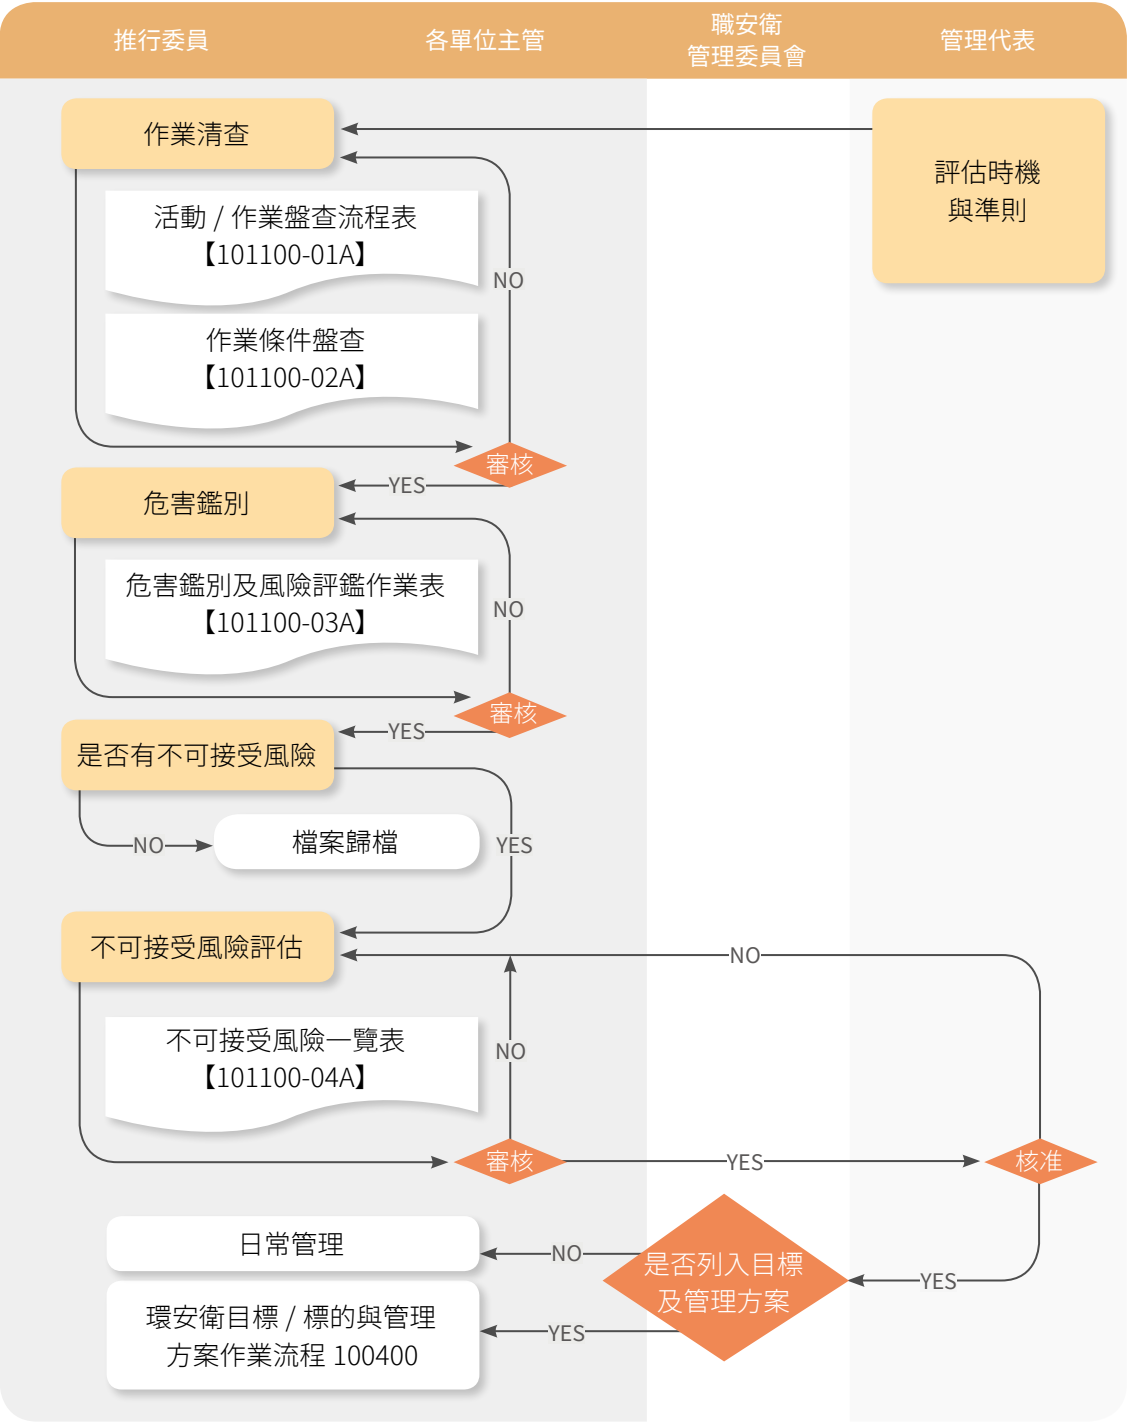 推行委員
各單位主管
職安衛
管理委員會
管理代表
作業清查
評估時機
與準則
活動 / 作業盤查流程表
【101100-01A】
NO
作業條件盤查
【101100-02A】
審核
YES
危害鑑別
危害鑑別及風險評鑑作業表
【101100-03A】
NO
審核
YES
是否有不可接受風險
NO
檔案歸檔
YES
不可接受風險評估
NO
不可接受風險一覽表
【101100-04A】
NO
審核
YES
核准
日常管理
NO
是否列入目標
及管理方案
YES
環安衛目標 / 標的與管理
方案作業流程 100400
YES